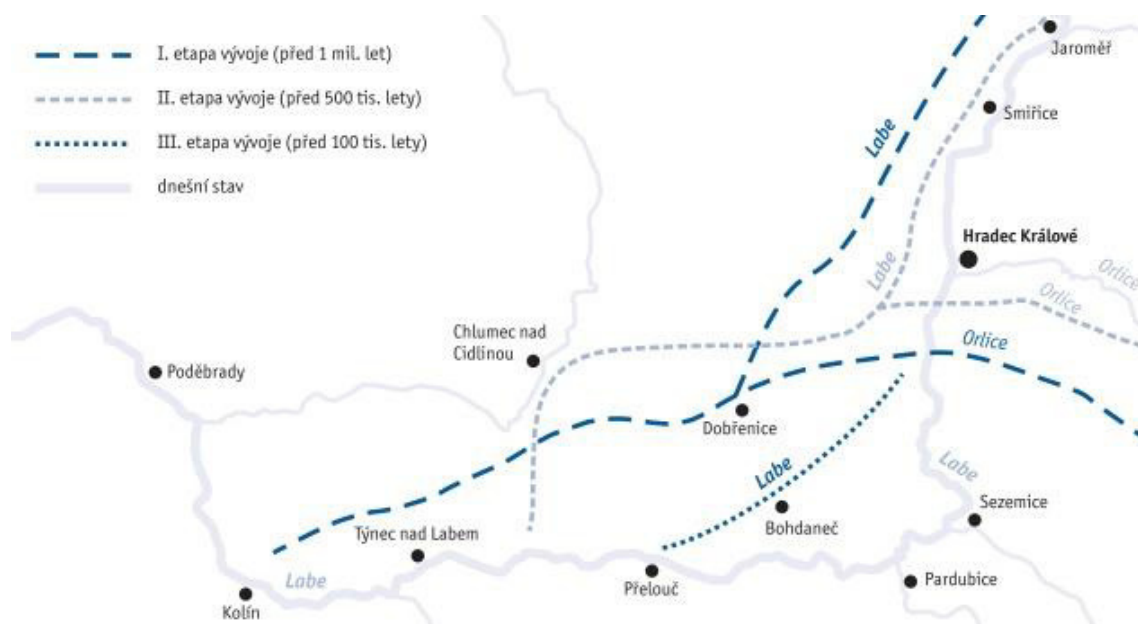 I. etapa vývoje (před 1 mil. let)
II. etapa vývoje (před 500 tis. lety)
III. etapa vývoje (před 100 tis. lety)
dnešní stav
Jaroměř
Smiřice
Labe
Hradec Králové
Labe
Orlice
Orlice
Orlice
Chlumec nad
Cidlinou
Poděbrady
Dobřenice
Labe
Labe
Sezemice
Bohdaneč
Týnec nad Labem
Labe
Přelouč
Pardubice
Kolín